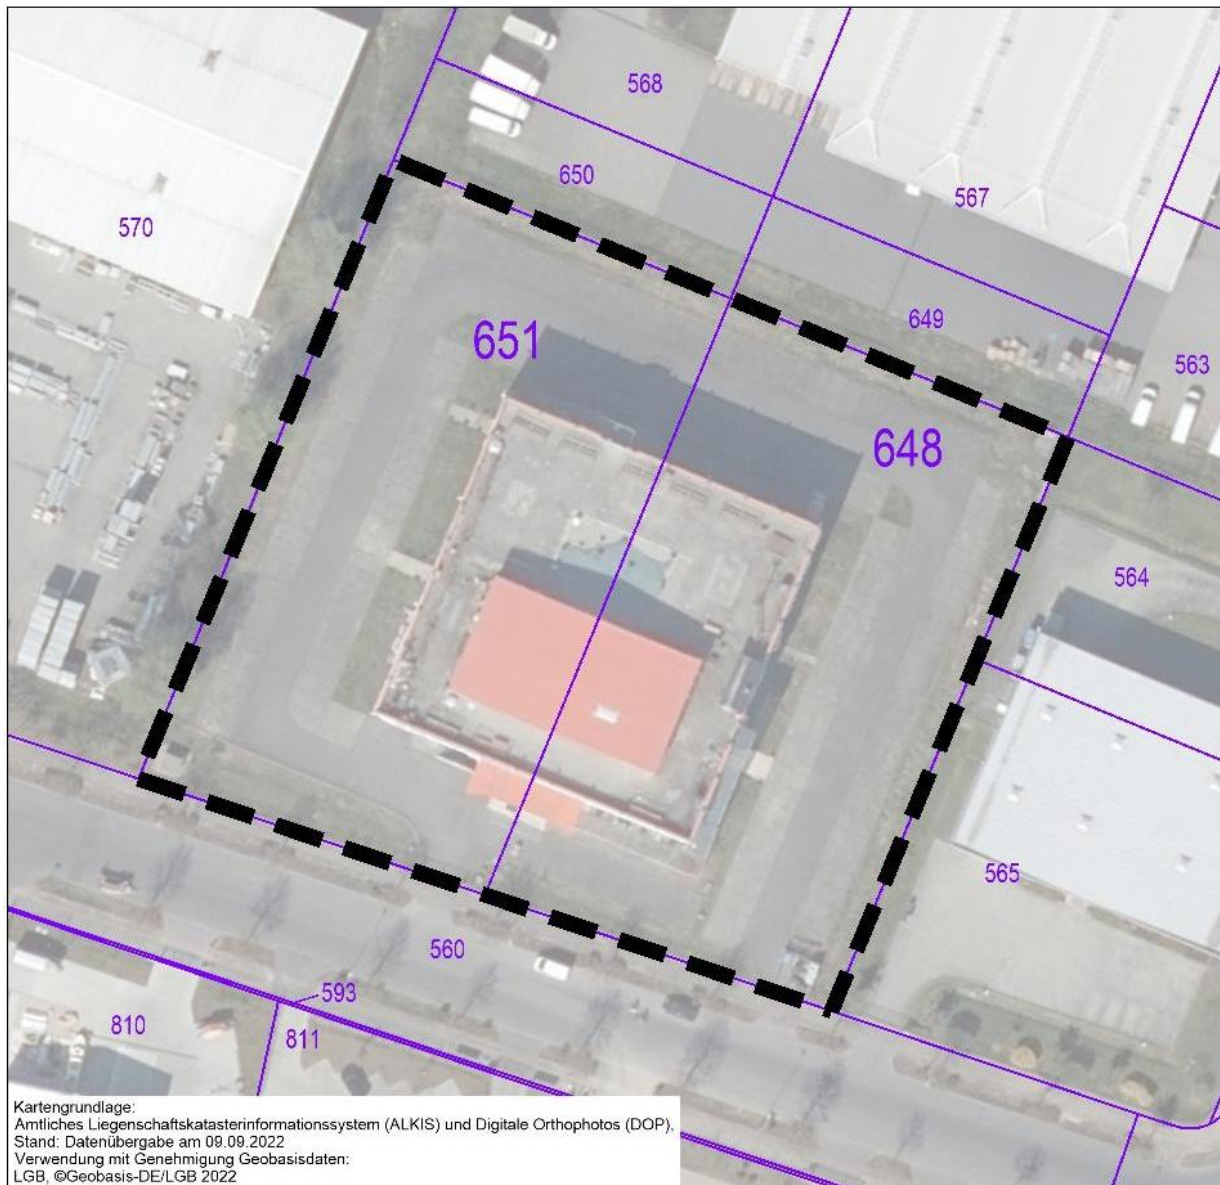 568
650
567
570
649
651
563
648
564
565
560
593
810
811
Kartengrundlage:
Amtliches Liegenschaftskatasterinformationssystem (ALKIS) und Digitale Orthophotos (DOP),
Stand: Datenübergabe am 09.09.2022
Verwendung mit Genehmigung Geobasisdaten:
LGB, ©Geobasis-DE/LGB 2022